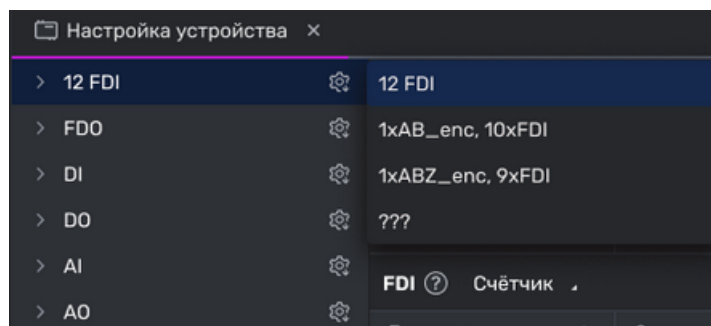 Настройка устройства ×
12 FDI
FDO
DI
DO
AI
AO
12 FDI
1xAB_enc, 10xFDI
1xABZ_enc, 9xFDI
???
FDI ? Счётчик